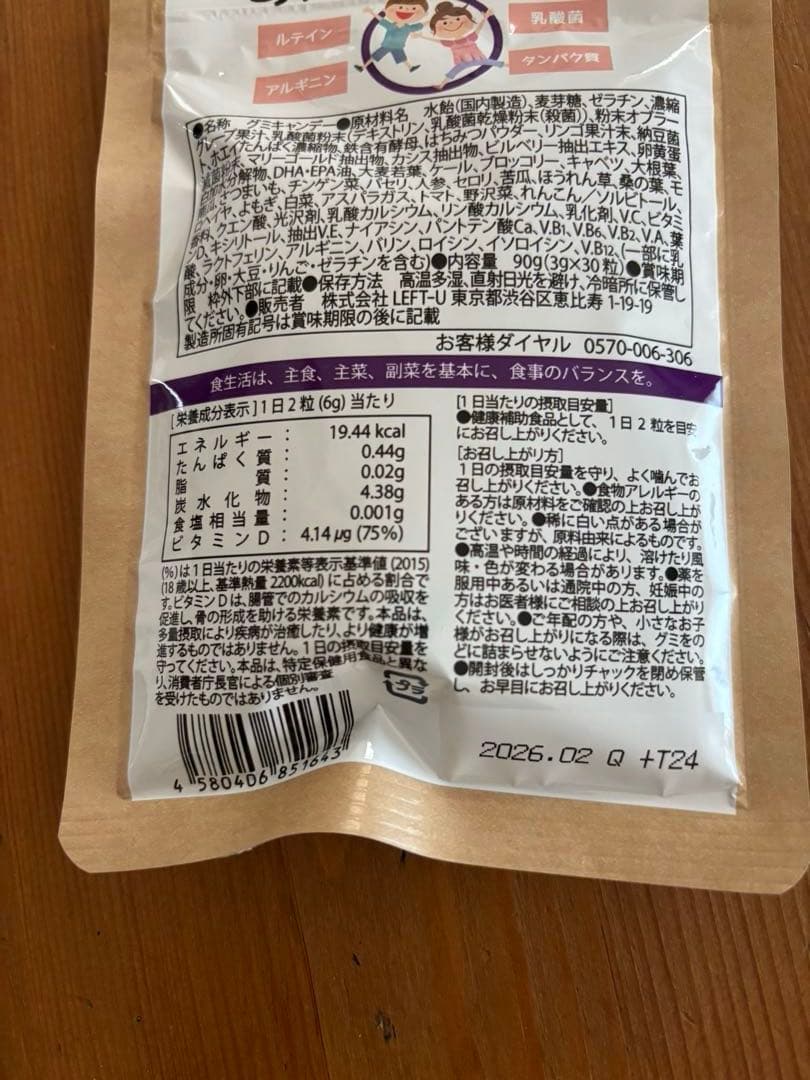 ルテイン
乳酸菌
アルギニン
タンパク質
●名称 グミキャンデー●原材料名 水飴(国内製造)、麦芽糖、ゼラチン、濃縮
グレープ果汁、乳酸菌粉末(デキストリン、乳酸菌乾燥粉末(殺菌))、粉末オブラー
ト、ホエイたんぱく濃縮物、鉄含有酵母、はちみつパウダー、リンゴ果汁末、納豆菌
マリーゴールド抽出物、カシス抽出物、ビルベリー抽出エキス、卵黄蛋
白加水分解物、DHA・EPA油、大麦若葉、ケール、ブロッコリー、キャベツ、大根葉、
さつまいも、チンゲン菜、パセリ、人参、セロリ、苦瓜、ほうれん草、桑の葉、モ
よもぎ、白菜、アスパラガス、トマト、野沢菜、れんこん／ソルビトール、
香料、クエン酸、光沢剤、乳酸カルシウム、リン酸カルシウム、乳化剤、V.C、ビタミ
ンD、キシリトール、抽出V.E、ナイアシン、パントテン酸Ca、V.B1、V.B6、V.B2、V.A、葉
酸、ラクトフェリン、アルギニン、バリン、ロイシン、イソロイシン、V.B12、(一部に乳
成分・卵・大豆・りんご・ゼラチンを含む)●内容量 90g(3g×30粒)●賞味期
限 枠外下部に記載●保存方法 高温多湿、直射日光を避け、冷暗所に保管し
てください。●販売者 株式会社 LEFT-U 東京都渋谷区恵比寿 1-19-19
製造所固有記号は賞味期限の後に記載
お客様ダイヤル 0570-006-306
食生活は、主食、主菜、副菜を基本に、食事のバランスを。
[栄養成分表示]1日2粒(6g)当たり
エネルギー： 19.44 kcal
たんぱく質： 0.44g
脂質： 0.02g
炭水化物： 4.38g
食塩相当量： 0.001g
ビタミンD： 4.14 μg (75%)
(%)は1日当たりの栄養素等表示基準値(2015)
(18歳以上、基準熱量 2200kcal)に占める割合で
す。ビタミンDは、腸管でのカルシウムの吸収を
促進し、骨の形成を助ける栄養素です。本品は、
多量摂取により疾病が治癒したり、より健康が増
進するものではありません。1日の摂取目安量を
守ってください。本品は、特定保健用食品と異な
り、消費者庁長官による個別審査
を受けたものではありません。
[1日当たりの摂取目安量]
●健康補助食品として、1日2粒を目安
にお召し上がりください。
[お召し上がり方]
1日の摂取目安量を守り、よく噛んでお
召し上がりください。●食物アレルギーの
ある方は原材料をご確認の上お召し上が
りください。●稀に白い点がある場合が
ございますが、原料由来によるものです。
●高温や時間の経過により、溶けたり風
味・色が変わる場合があります。●薬を
服用中あるいは通院中の方、妊娠中の
方はお医者様にご相談の上お召し上がり
ください。●ご年配の方や、小さなお子
様がお召し上がりになる際は、グミをの
どに詰まらせないようにご注意ください。
●開封後はしっかりチャックを閉め保管
し、お早目にお召し上がりください。
プラ
4 580406 851643
2026.02 Q +T24